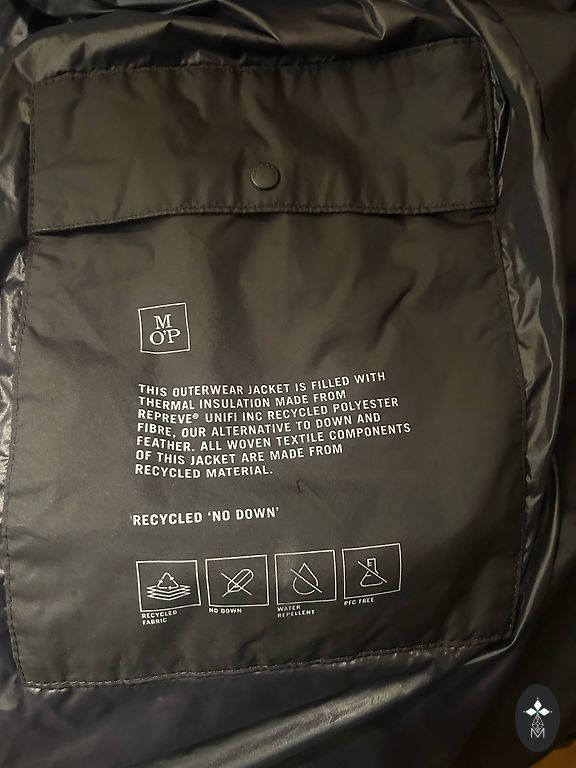 M
O'P
THIS OUTERWEAR JACKET IS FILLED WITH
THERMAL INSULATION MADE FROM
REPREVE® UNIFI INC RECYCLED POLYESTER
FIBRE, OUR ALTERNATIVE TO DOWN AND
FEATHER. ALL WOVEN TEXTILE COMPONENTS
OF THIS JACKET ARE MADE FROM
RECYCLED MATERIAL.
RECYCLED ‘NO DOWN’
RECYCLED
FABRIC
NO DOWN
WATER
REPELLENT
PFC FREE
M